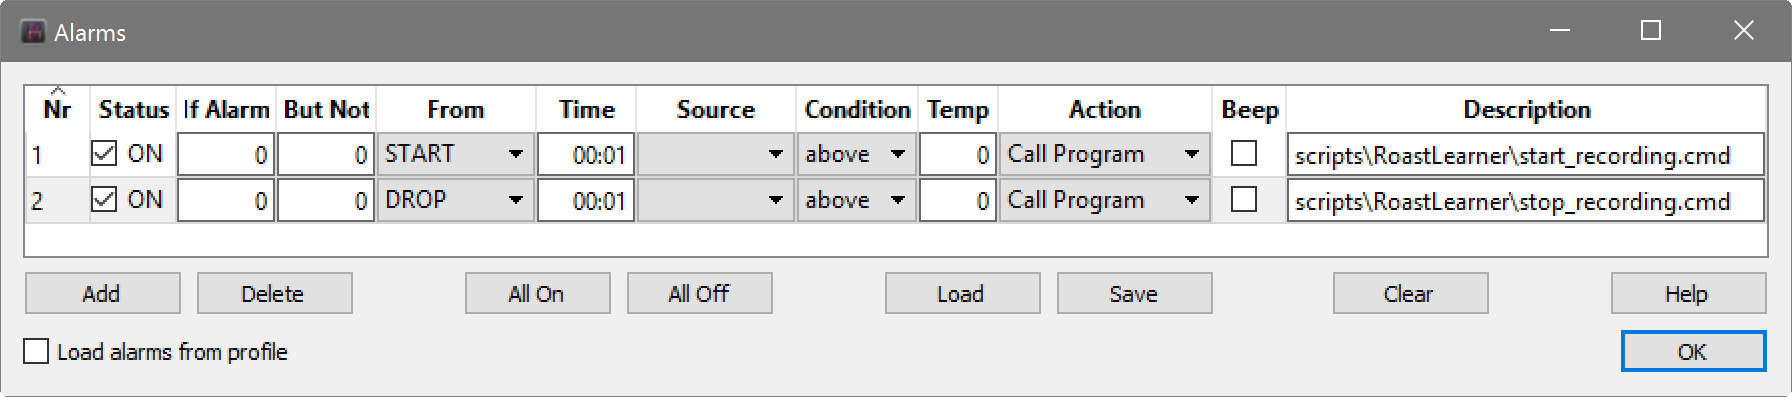 Alarms
Nr Status If Alarm But Not From Time Source Condition Temp Action Beep Description
1 ON 0 0 START 00:01 above 0 Call Program scripts\RoastLearner\start_recording.cmd
2 ON 0 0 DROP 00:01 above 0 Call Program scripts\RoastLearner\stop_recording.cmd
Add Delete All On All Off Load Save Clear Help
Load alarms from profile OK